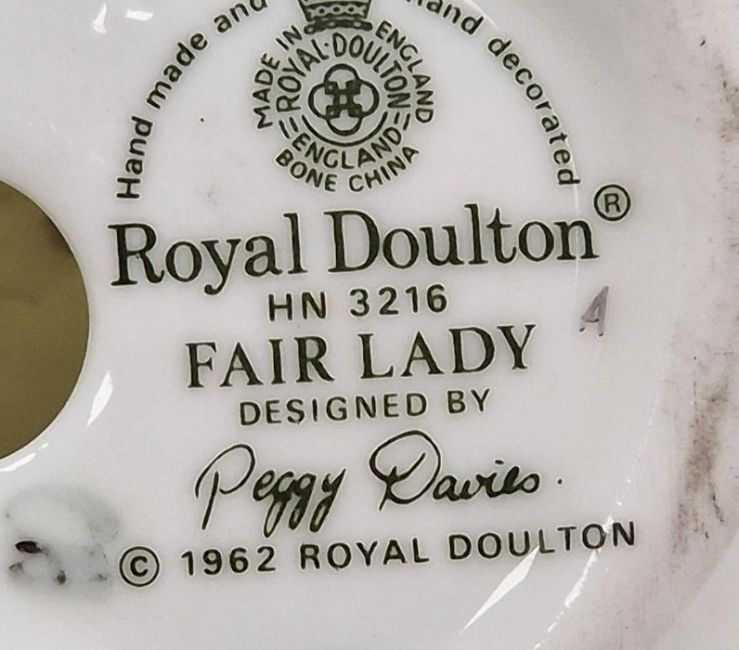 Hand made and
hand decorated
MADE IN ENGLAND
ROYAL·DOULTON
ENGLAND
BONE CHINA
Royal Doulton®
HN 3216
A
FAIR LADY
DESIGNED BY
Peggy Davies.
© 1962 ROYAL DOULTON